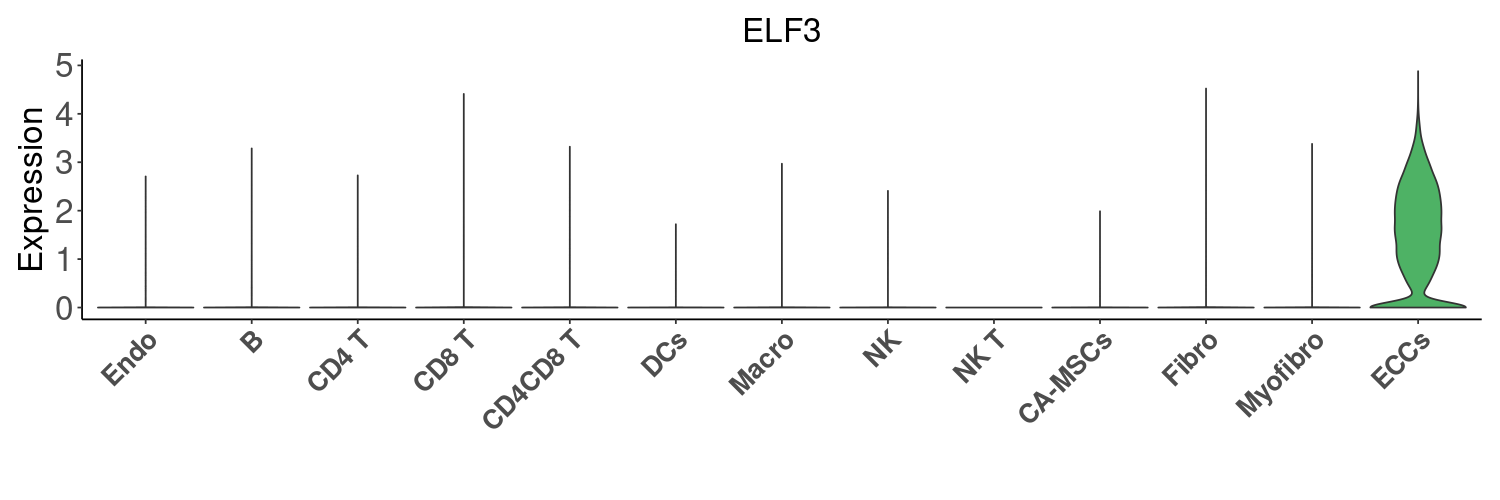 ELF3
Expression
5
4
3
2
1
0
Endo
B
CD4 T
CD8 T
CD4CD8 T
DCs
Macro
NK
NK T
CA-MSCs
Fibro
Myofibro
ECCs